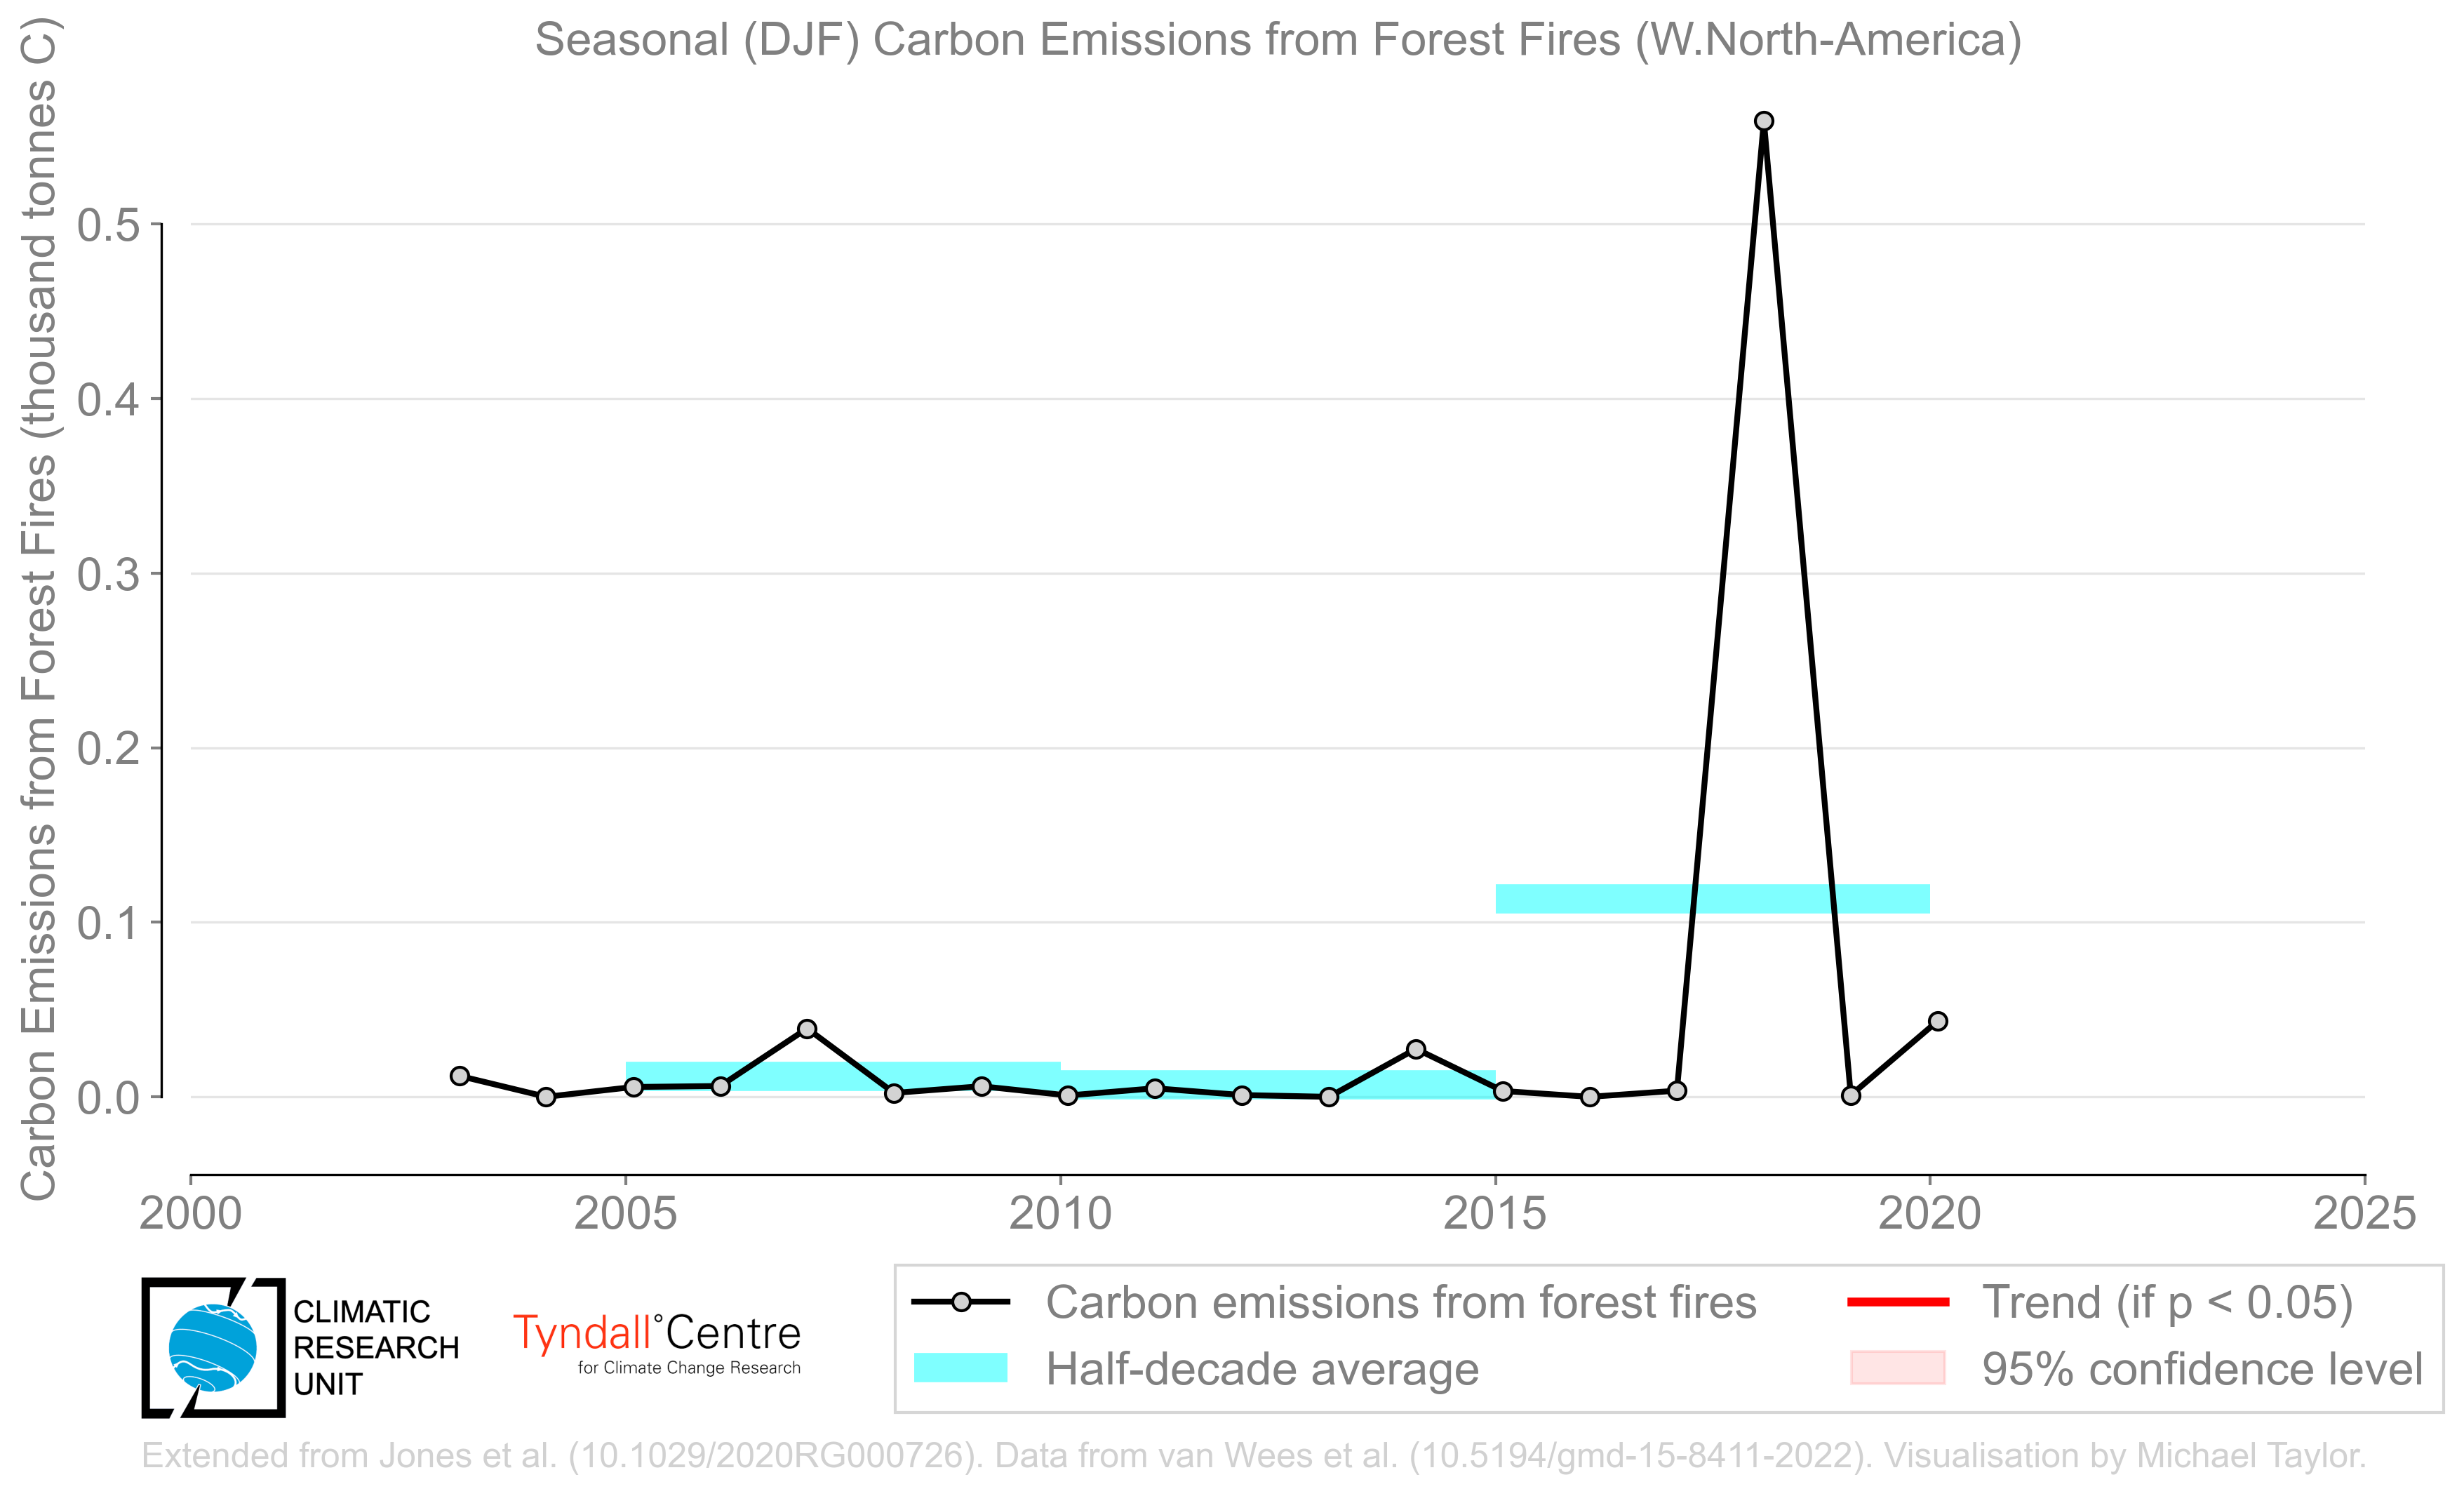 Seasonal (DJF) Carbon Emissions from Forest Fires (W.North-America)
Carbon Emissions from Forest Fires (thousand tonnes C)
0.5
0.4
0.3
0.2
0.1
0.0
2000 2005 2010 2015 2020 2025
CLIMATIC
RESEARCH
UNIT
Tyndall°Centre
for Climate Change Research
Carbon emissions from forest fires
Half-decade average
Trend (if p < 0.05)
95% confidence level
Extended from Jones et al. (10.1029/2020RG000726). Data from van Wees et al. (10.5194/gmd-15-8411-2022). Visualisation by Michael Taylor.